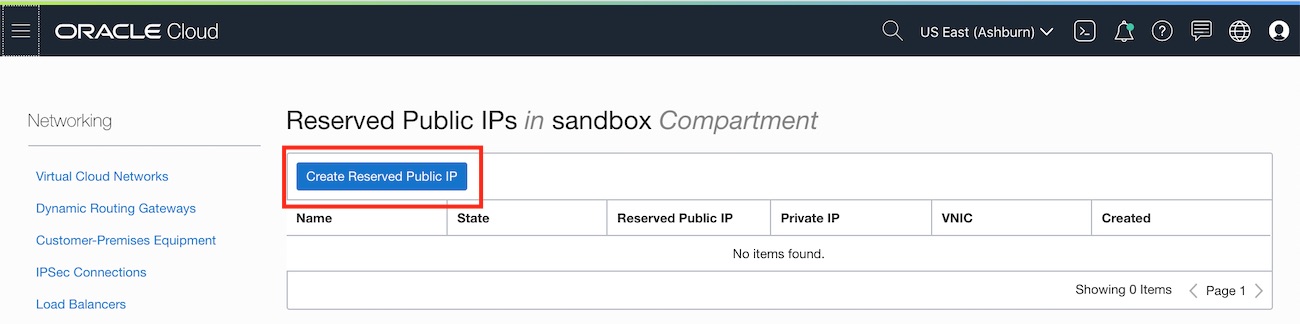 ORACLE Cloud
US East (Ashburn)
Networking
Virtual Cloud Networks
Dynamic Routing Gateways
Customer-Premises Equipment
IPSec Connections
Load Balancers
Reserved Public IPs in sandbox Compartment
Create Reserved Public IP
Name State Reserved Public IP Private IP VNIC Created
No items found.
Showing 0 Items Page 1